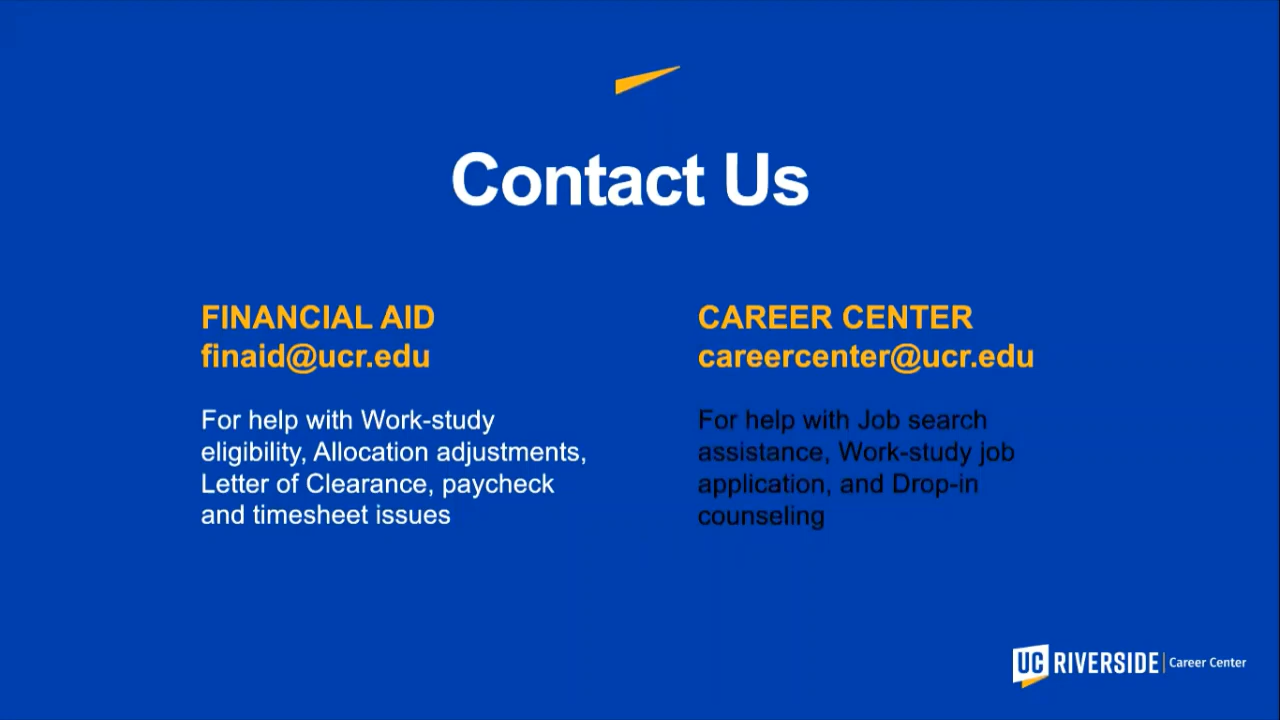 Contact Us
FINANCIAL AID
finaid@ucr.edu
For help with Work-study
eligibility, Allocation adjustments,
Letter of Clearance, paycheck
and timesheet issues
CAREER CENTER
careercenter@ucr.edu
For help with Job search
assistance, Work-study job
application, and Drop-in
counseling
UC RIVERSIDE | Career Center